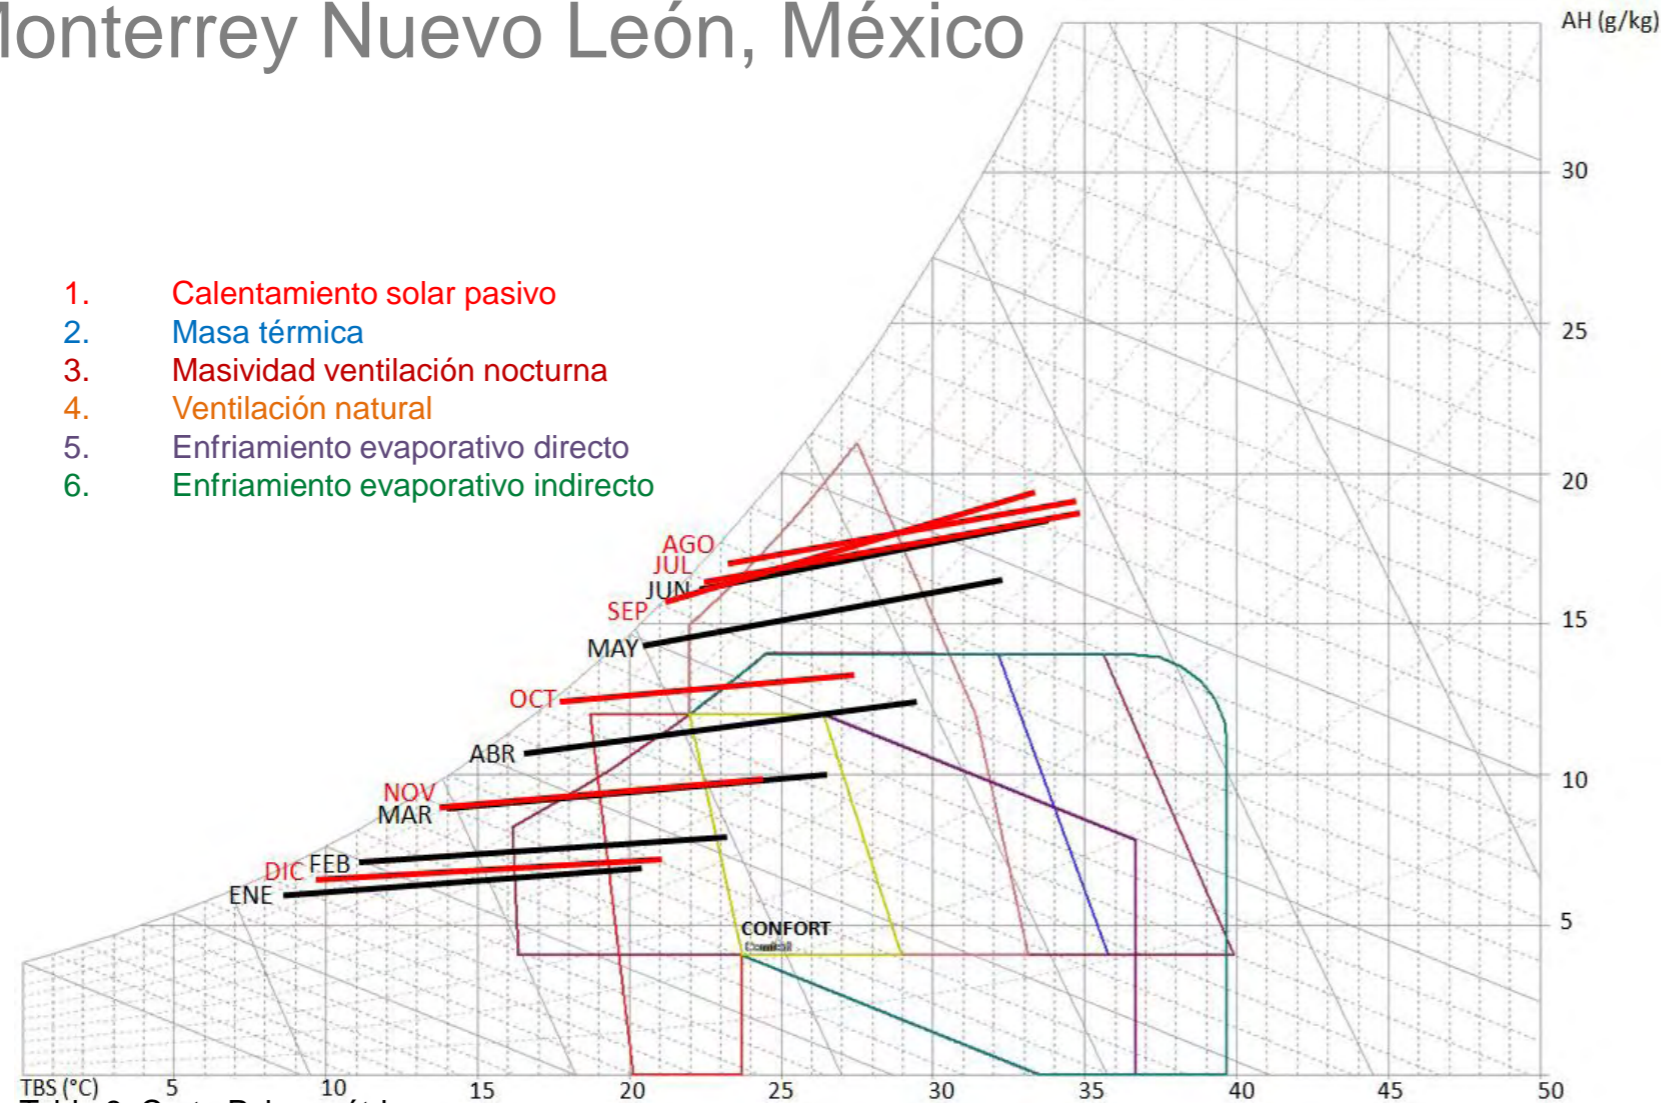 Monterrey Nuevo León, México
AH (g/kg)
30
25
20
15
10
5
1. Calentamiento solar pasivo
2. Masa térmica
3. Masividad ventilación nocturna
4. Ventilación natural
5. Enfriamiento evaporativo directo
6. Enfriamiento evaporativo indirecto
AGO
JUL
JUN
SEP
MAY
OCT
ABR
NOV
MAR
DIC FEB
ENE
CONFORT
TBS (°C) 5 10 15 20 25 30 35 40 45 50